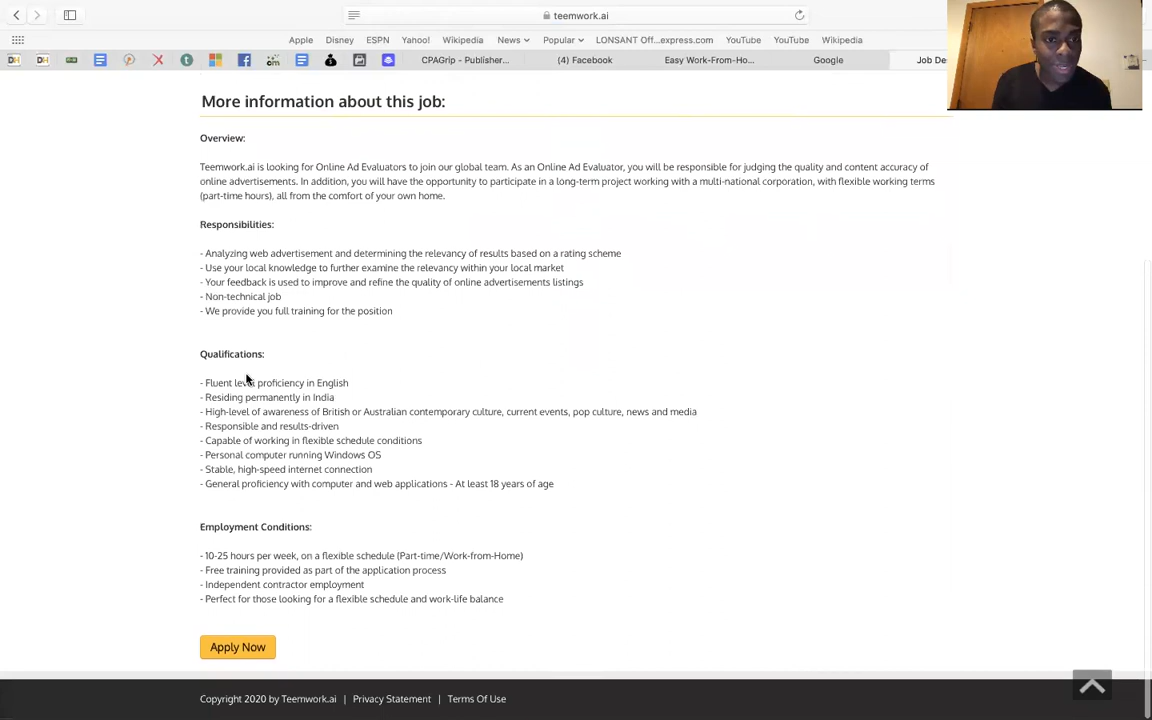 teemwork.ai
Apple Disney ESPN Yahoo! Wikipedia News Popular LONSANT Off...express.com YouTube YouTube Wikipedia
CPAGrip - Publisher... (4) Facebook Easy Work-From-Ho... Google Job De
More information about this job:
Overview:
Teemwork.ai is looking for Online Ad Evaluators to join our global team. As an Online Ad Evaluator, you will be responsible for judging the quality and content accuracy of
online advertisements. In addition, you will have the opportunity to participate in a long-term project working with a multi-national corporation, with flexible working terms
(part-time hours), all from the comfort of your own home.
Responsibilities:
- Analyzing web advertisement and determining the relevancy of results based on a rating scheme
- Use your local knowledge to further examine the relevancy within your local market
- Your feedback is used to improve and refine the quality of online advertisements listings
- Non-technical job
- We provide you full training for the position
Qualifications:
- Fluent level proficiency in English
- Residing permanently in India
- High-level of awareness of British or Australian contemporary culture, current events, pop culture, news and media
- Responsible and results-driven
- Capable of working in flexible schedule conditions
- Personal computer running Windows OS
- Stable, high-speed internet connection
- General proficiency with computer and web applications - At least 18 years of age
Employment Conditions:
- 10-25 hours per week, on a flexible schedule (Part-time/Work-from-Home)
- Free training provided as part of the application process
- Independent contractor employment
- Perfect for those looking for a flexible schedule and work-life balance
Apply Now
Copyright 2020 by Teemwork.ai | Privacy Statement | Terms Of Use